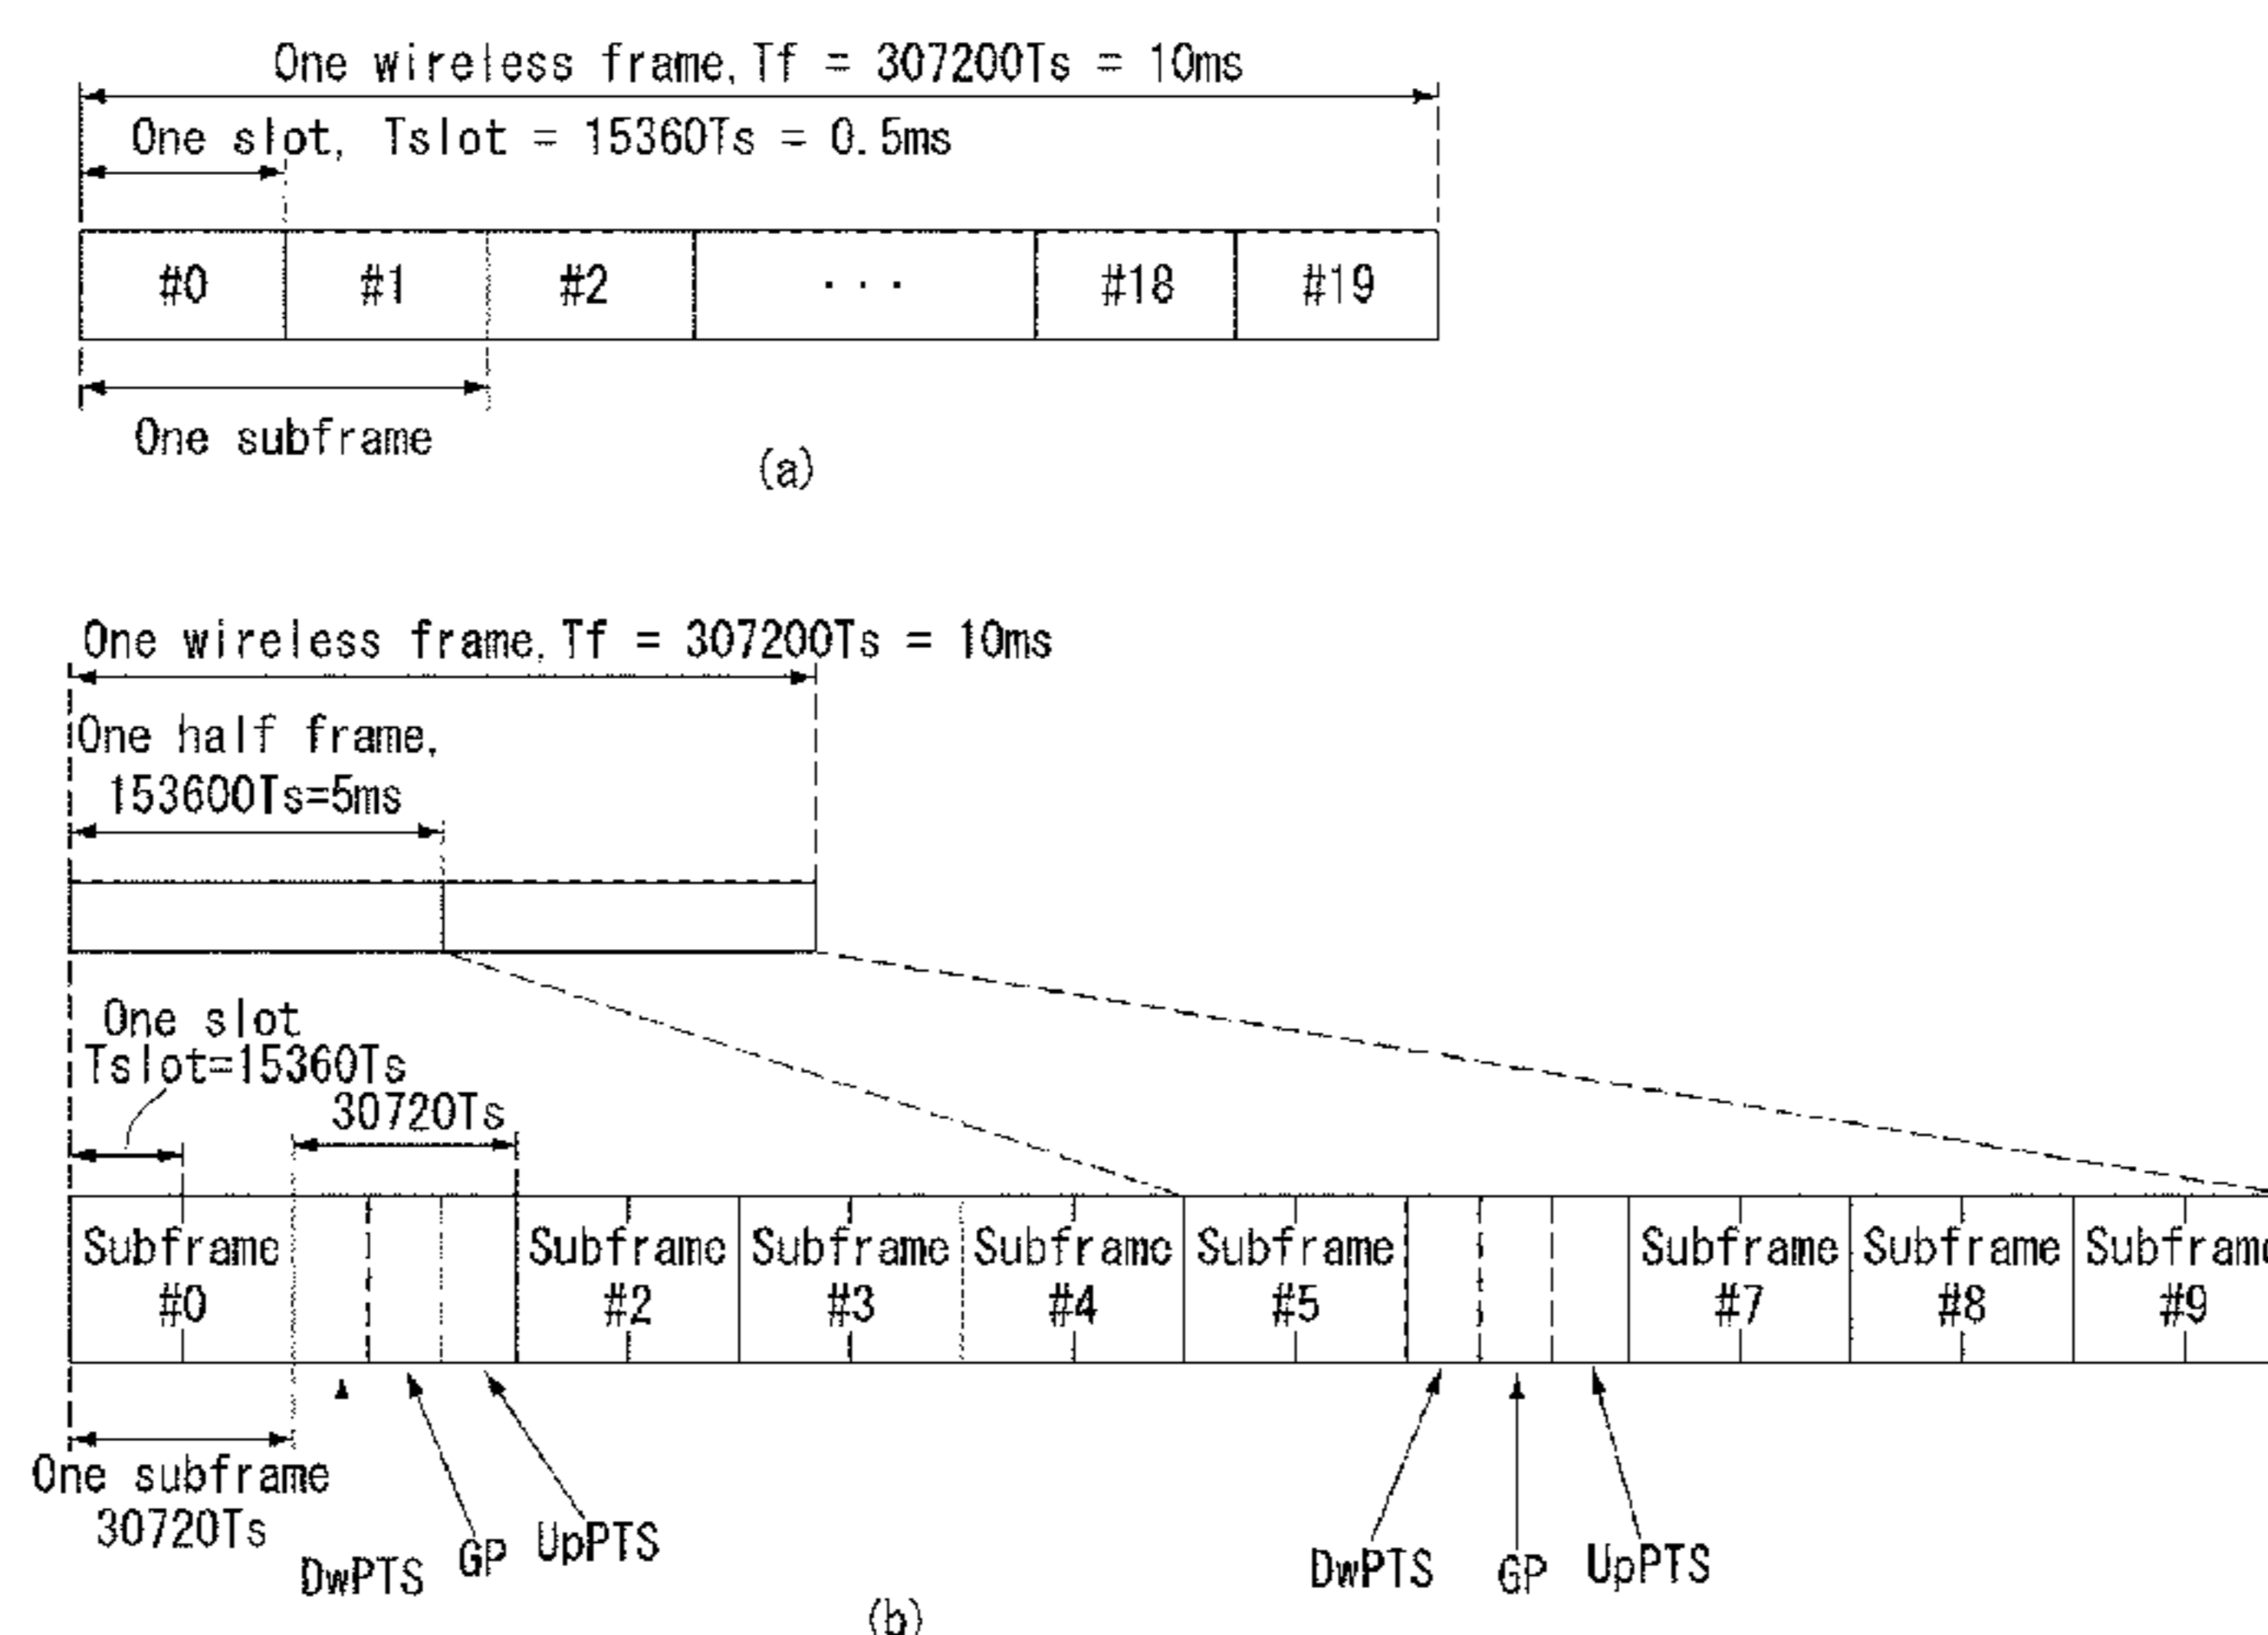 One wireless frame, Tf = 307200Ts = 10ms
One slot, Tslot = 15360Ts = 0.5ms
#0 #1 #2 ... #18 #19
One subframe
(a)
One wireless frame, Tf = 307200Ts = 10ms
One half frame,
153600Ts=5ms
One slot
Tslot=15360Ts
30720Ts
Subframe Subframe Subframe Subframe Subframe Subframe Subframe Subframe
#0 #2 #3 #4 #5 #7 #8 #9
One subframe
30720Ts
DwPTS GP UpPTS DwPTS GP UpPTS
(b)